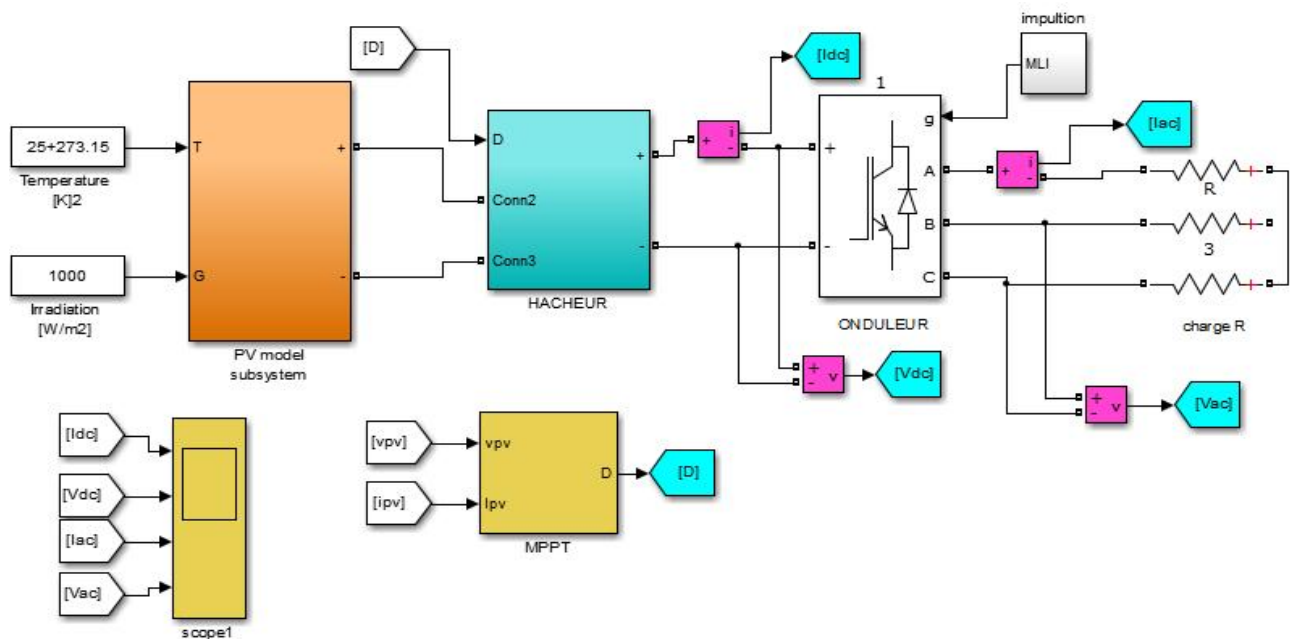 impultion
[D]
[Idc]
MLI
1
g
[Iac]
25+273.15
T
+
D
+
+
i
-
+
A
+
i
-
R
Temperature
[K]2
Conn2
B
3
1000
G
-
Conn3
-
-
C
Irradiation
[W/m2]
HACHEUR
ONDULEUR
charge R
PV model
subsystem
+
-
v
[Vdc]
+
-
v
[Vac]
[Idc]
[Vdc]
[Iac]
[Vac]
scope1
[vpv]
vpv
D
[D]
[ipv]
Ipv
MPPT